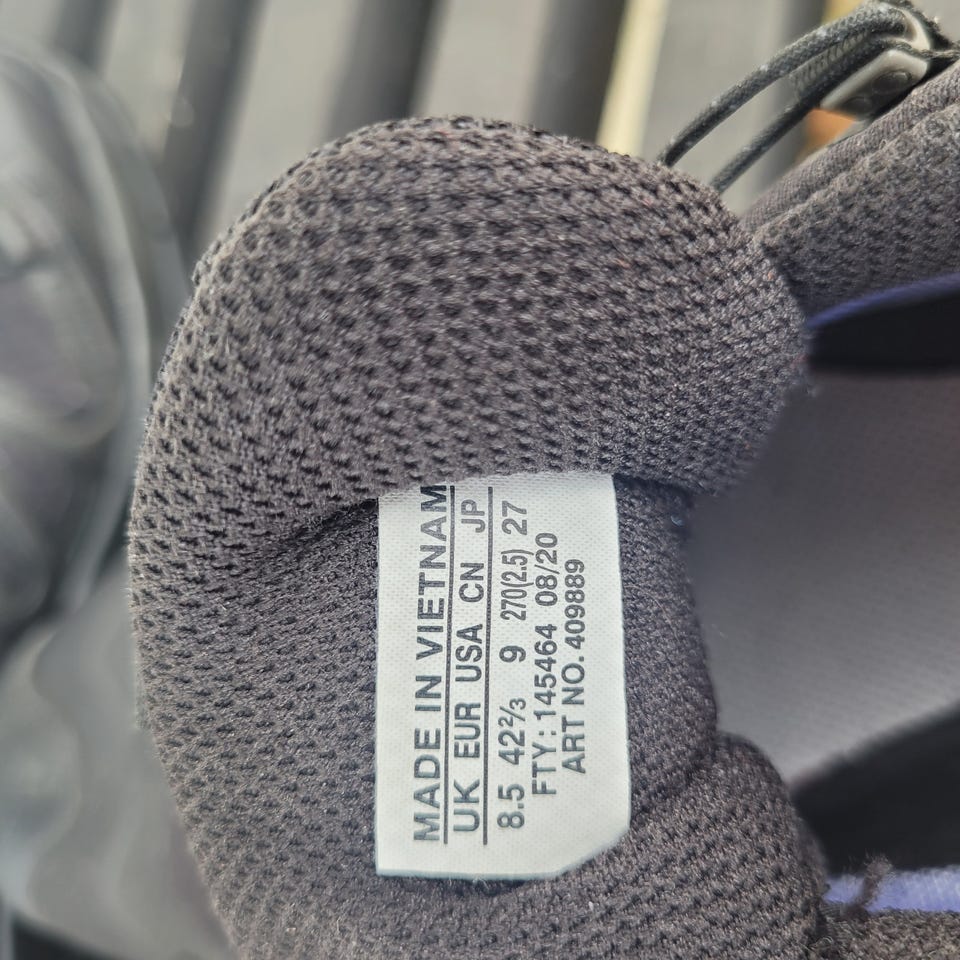 MADE IN VIETNAM
UK EUR USA CN JP
8.5 42⅔ 9 270(2.5) 27
FTY: 145464 08/20
ART NO. 409889